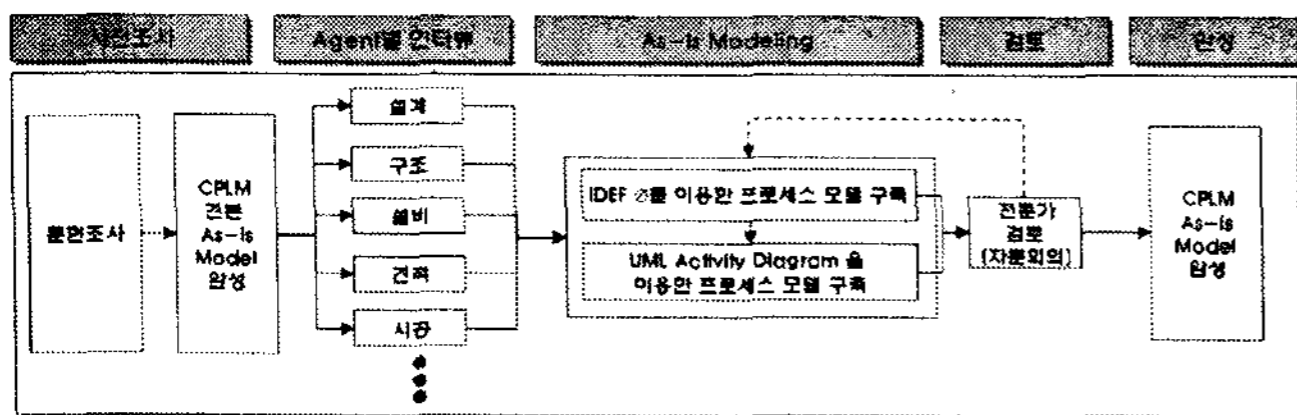 사전조사
Agent별 인터뷰
As-Is Modeling
검토
완성
문헌조사
CPLM
견본
As-Is
Model
완성
설계
구조
설비
견적
시공
IDEF ∅를 이용한 프로세스 모델 구축
UML Activity Diagram 을
이용한 프로세스 모델 구축
전문가
검토
(자문회의)
CPLM
As-Is
Model
완성